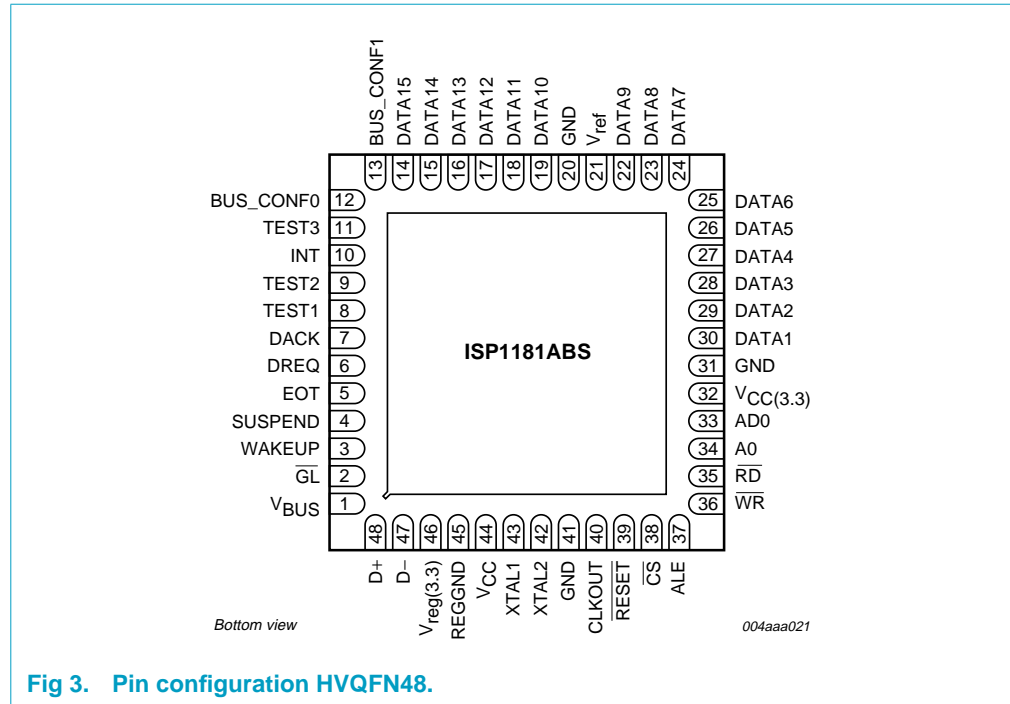 BUS_CONF1
DATA15
DATA14
DATA13
DATA12
DATA11
DATA10
GND
Vref
DATA9
DATA8
DATA7
13
14
15
16
17
18
19
20
21
22
23
24
BUS_CONF0 12
TEST3 11
INT 10
TEST2 9
TEST1 8
DACK 7
DREQ 6
EOT 5
SUSPEND 4
WAKEUP 3
G̅L̅ 2
VBUS 1
ISP1181ABS
25 DATA6
26 DATA5
27 DATA4
28 DATA3
29 DATA2
30 DATA1
31 GND
32 VCC(3.3)
33 AD0
34 A0
35 R̅D̅
36 W̅R̅
48
47
46
45
44
43
42
41
40
39
38
37
D+
D−
Vreg(3.3)
REGGND
VCC
XTAL1
XTAL2
GND
CLKOUT
R̅E̅S̅E̅T̅
C̅S̅
ALE
Bottom view
004aaa021
Fig 3. Pin configuration HVQFN48.